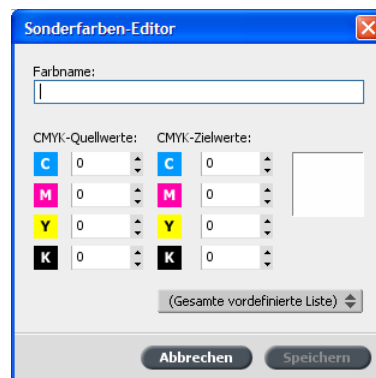 Sonderfarben-Editor
Farbname:
CMYK-Quellwerte: CMYK-Zielwerte:
C 0 C 0
M 0 M 0
Y 0 Y 0
K 0 K 0
(Gesamte vordefinierte Liste)
Abbrechen Speichern